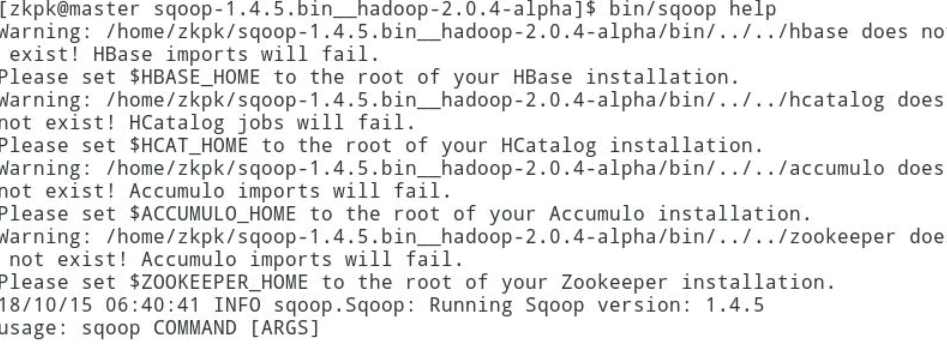 [zkpk@master sqoop-1.4.5.bin__hadoop-2.0.4-alpha]$ bin/sqoop help
Warning: /home/zkpk/sqoop-1.4.5.bin__hadoop-2.0.4-alpha/bin/../../hbase does no
exist! HBase imports will fail.
Please set $HBASE_HOME to the root of your HBase installation.
Warning: /home/zkpk/sqoop-1.4.5.bin__hadoop-2.0.4-alpha/bin/../../hcatalog does
not exist! HCatalog jobs will fail.
Please set $HCAT_HOME to the root of your HCatalog installation.
Warning: /home/zkpk/sqoop-1.4.5.bin__hadoop-2.0.4-alpha/bin/../../accumulo does
not exist! Accumulo imports will fail.
Please set $ACCUMULO_HOME to the root of your Accumulo installation.
Warning: /home/zkpk/sqoop-1.4.5.bin__hadoop-2.0.4-alpha/bin/../../zookeeper doe
not exist! Accumulo imports will fail.
Please set $ZOOKEEPER_HOME to the root of your Zookeeper installation.
18/10/15 06:40:41 INFO sqoop.Sqoop: Running Sqoop version: 1.4.5
usage: sqoop COMMAND [ARGS]